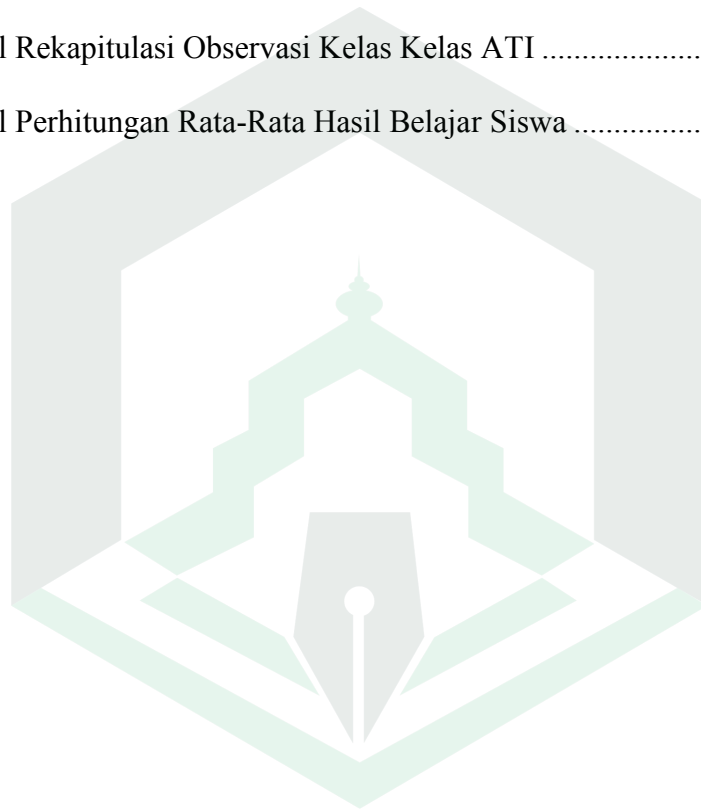 l Rekapitulasi Observasi Kelas Kelas ATI ....................
l Perhitungan Rata-Rata Hasil Belajar Siswa ................